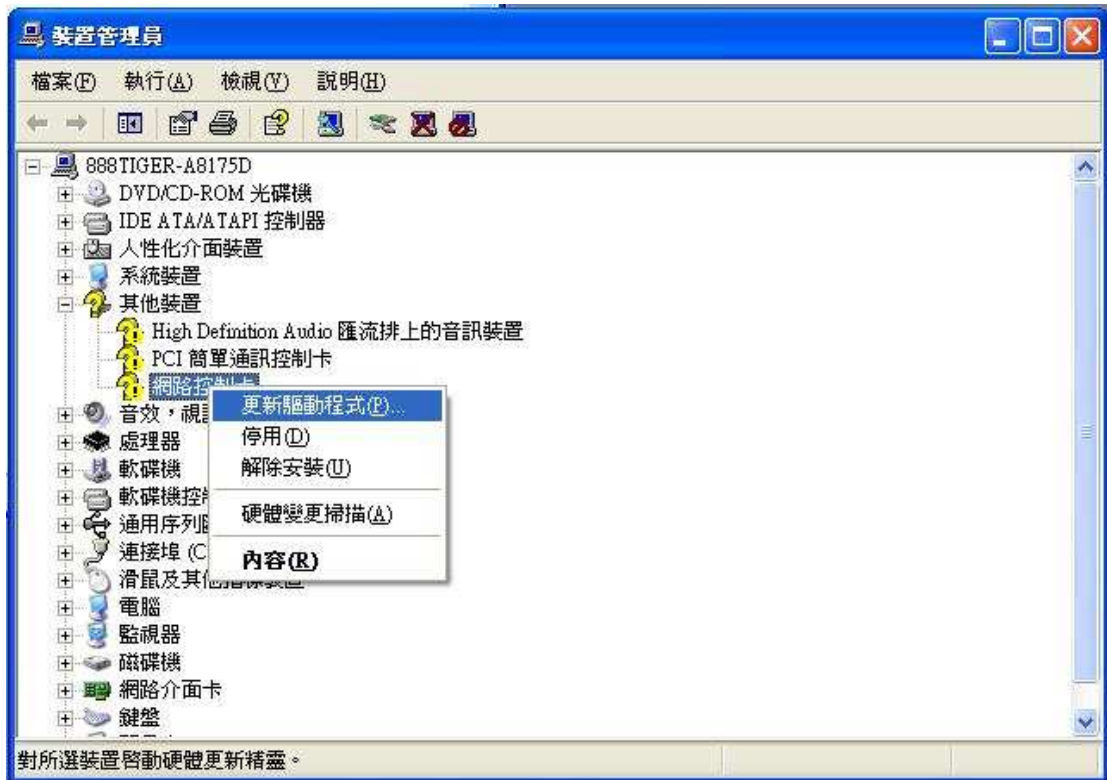 裝置管理員
檔案(F) 執行(A) 檢視(V) 說明(H)
888TIGER-A8175D
DVD/CD-ROM 光碟機
IDE ATA/ATAPI 控制器
人性化介面裝置
系統裝置
其他裝置
High Definition Audio 匯流排上的音訊裝置
PCI 簡單通訊控制卡
網路控制卡
更新驅動程式(P)...
音效，視訊
停用(D)
處理器
軟碟機
解除安裝(U)
軟碟機控制
硬體變更掃描(A)
通用序列
連接埠 (C
內容(R)
滑鼠及其他指標裝置
電腦
監視器
磁碟機
網路介面卡
鍵盤
對所選裝置啓動硬體更新精靈。